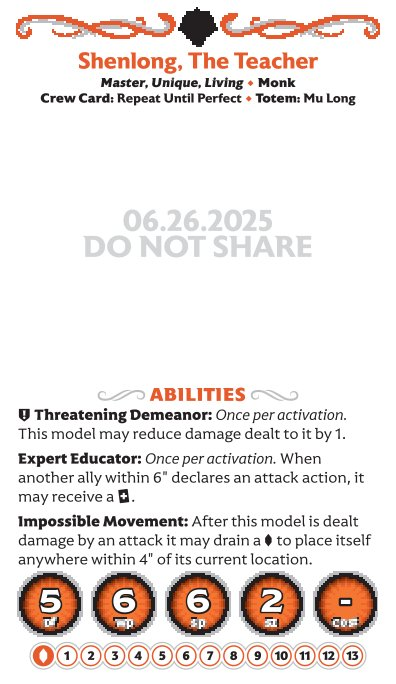 Shenlong, The Teacher
Master, Unique, Living ♦ Monk
Crew Card: Repeat Until Perfect ♦ Totem: Mu Long
06.26.2025
DO NOT SHARE
ABILITIES
Threatening Demeanor: Once per activation.
This model may reduce damage dealt to it by 1.
Expert Educator: Once per activation. When
another ally within 6" declares an attack action, it
may receive a +.
Impossible Movement: After this model is dealt
damage by an attack it may drain a to place itself
anywhere within 4" of its current location.
5 6 6 2 -
df wp sp sz cost
1 2 3 4 5 6 7 8 9 10 11 12 13